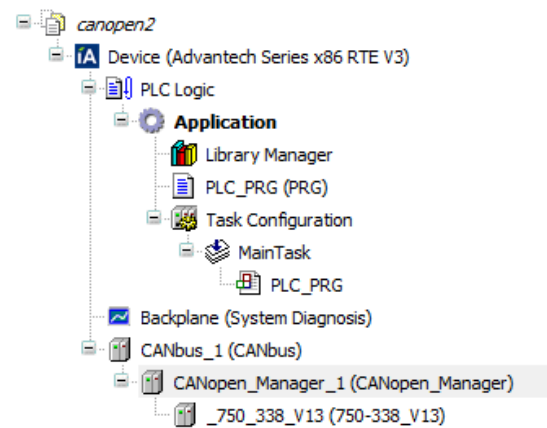 canopen2
iA Device (Advantech Series x86 RTE V3)
PLC Logic
Application
Library Manager
PLC_PRG (PRG)
Task Configuration
MainTask
PLC_PRG
Backplane (System Diagnosis)
CANbus_1 (CANbus)
CANopen_Manager_1 (CANopen_Manager)
_750_338_V13 (750-338_V13)